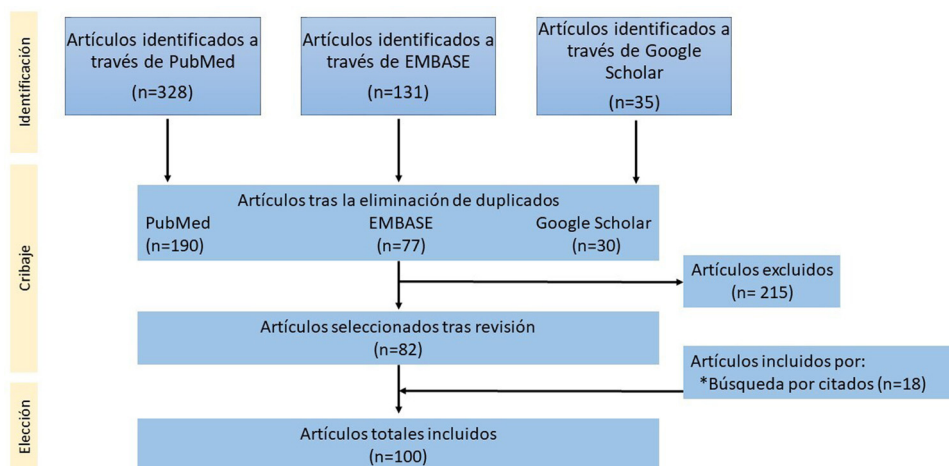 Identificación
Artículos identificados a
través de PubMed
(n=328)
Artículos identificados a
través de EMBASE
(n=131)
Artículos identificados a
través de Google
Scholar
(n=35)
Cribaje
Artículos tras la eliminación de duplicados
PubMed
(n=190)
EMBASE
(n=77)
Google Scholar
(n=30)
Artículos excluidos
(n= 215)
Artículos seleccionados tras revisión
(n=82)
Artículos incluidos por:
*Búsqueda por citados (n=18)
Elección
Artículos totales incluidos
(n=100)